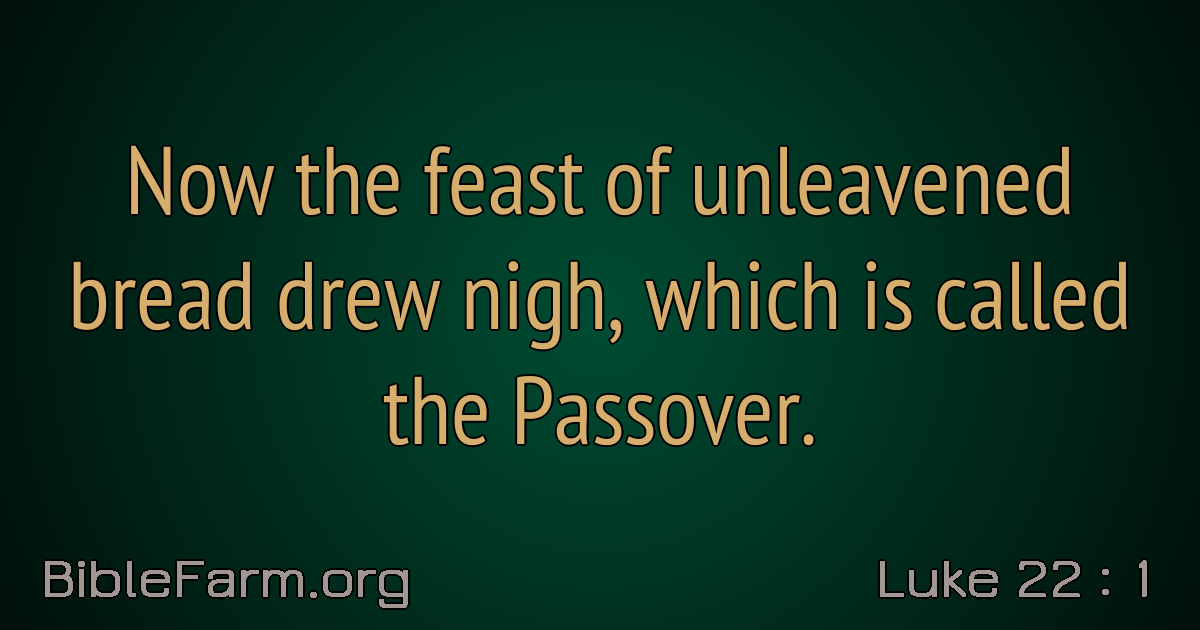 Now the feast of unleavened
bread drew nigh, which is called
the Passover.
BibleFarm.org
Luke 22 : 1